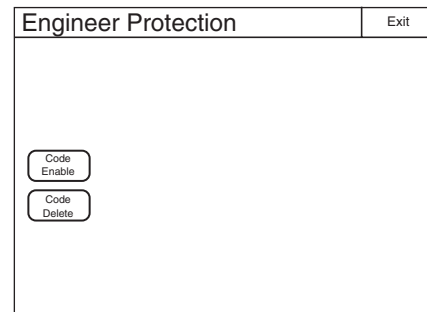 Engineer Protection
Exit
Code
Enable
Code
Delete